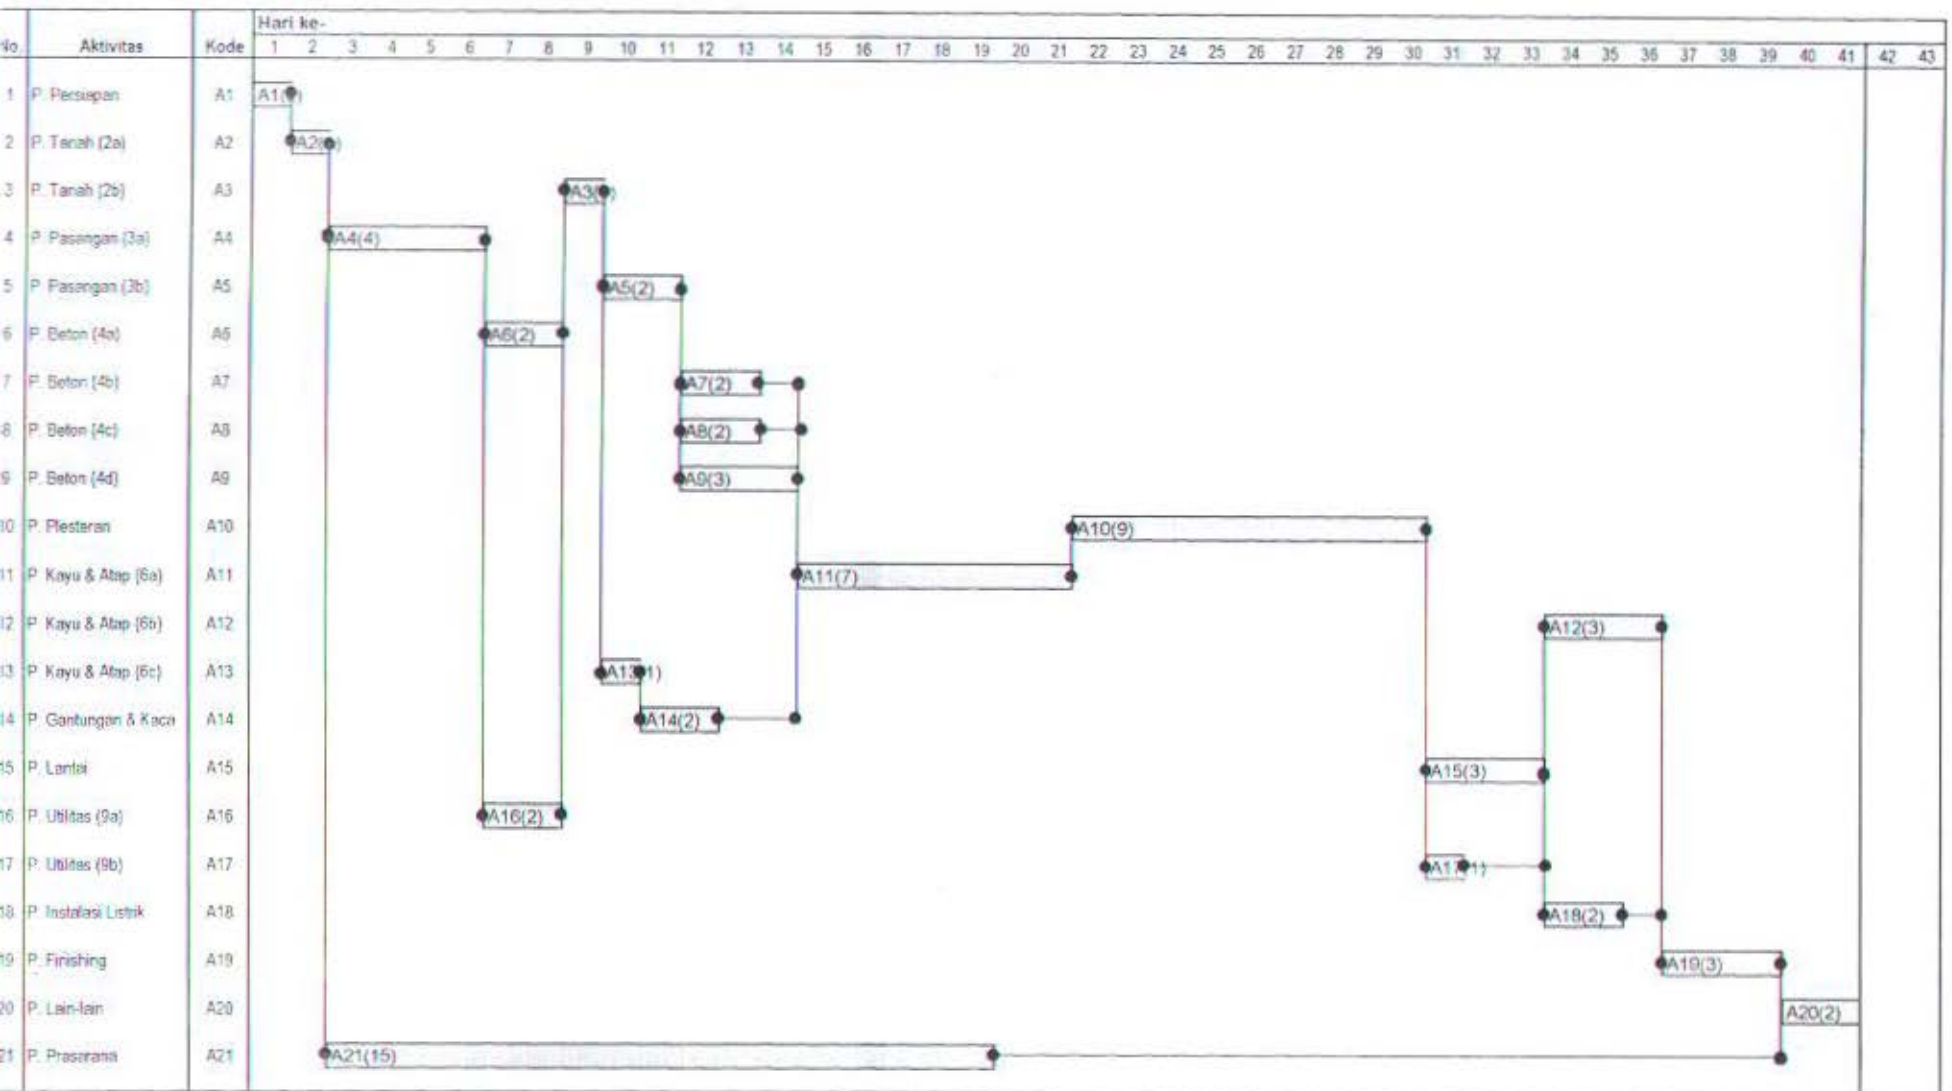 Hari ke-
No. Aktivitas Kode 1 2 3 4 5 6 7 8 9 10 11 12 13 14 15 16 17 18 19 20 21 22 23 24 25 26 27 28 29 30 31 32 33 34 35 36 37 38 39 40 41 42 43
1 P. Persiapan A1 A1( )
2 P. Tanah (2a) A2 A2( )
3 P. Tanah (2b) A3 A3( )
4 P. Pasangan (3a) A4 A4(4)
5 P. Pasangan (3b) A5 A5(2)
6 P. Beton (4a) A6 A6(2)
7 P. Beton (4b) A7 A7(2)
8 P. Beton (4c) A8 A8(2)
9 P. Beton (4d) A9 A9(3)
10 P. Plesteran A10 A10(9)
11 P. Kayu & Atap (6a) A11 A11(7)
12 P. Kayu & Atap (6b) A12 A12(3)
13 P. Kayu & Atap (6c) A13 A13(1)
14 P. Gantungan & Kaca A14 A14(2)
15 P. Lantai A15 A15(3)
16 P. Utilitas (9a) A16 A16(2)
17 P. Utilitas (9b) A17 A17(1)
18 P. Instalasi Listrik A18 A18(2)
19 P. Finishing A19 A19(3)
20 P. Lain-lain A20 A20(2)
21 P. Prasarana A21 A21(15)